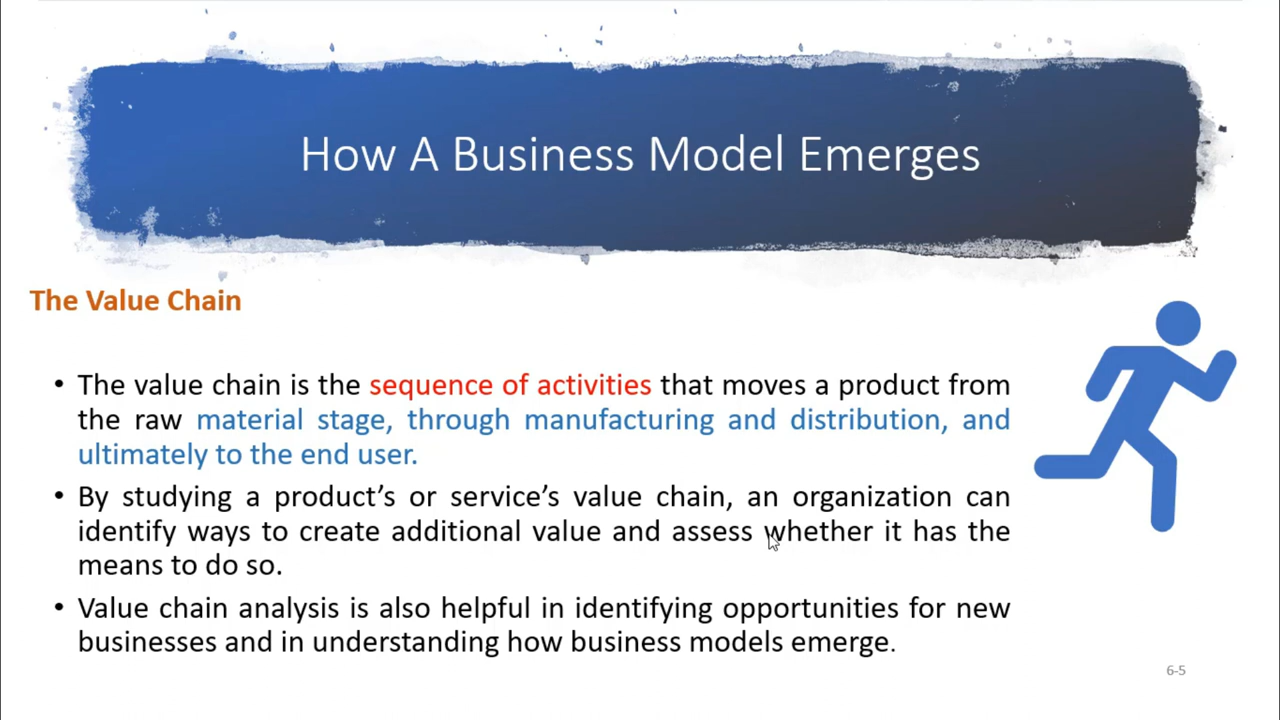 How A Business Model Emerges
The Value Chain
• The value chain is the sequence of activities that moves a product from
the raw material stage, through manufacturing and distribution, and
ultimately to the end user.
• By studying a product’s or service’s value chain, an organization can
identify ways to create additional value and assess whether it has the
means to do so.
• Value chain analysis is also helpful in identifying opportunities for new
businesses and in understanding how business models emerge.
6-5